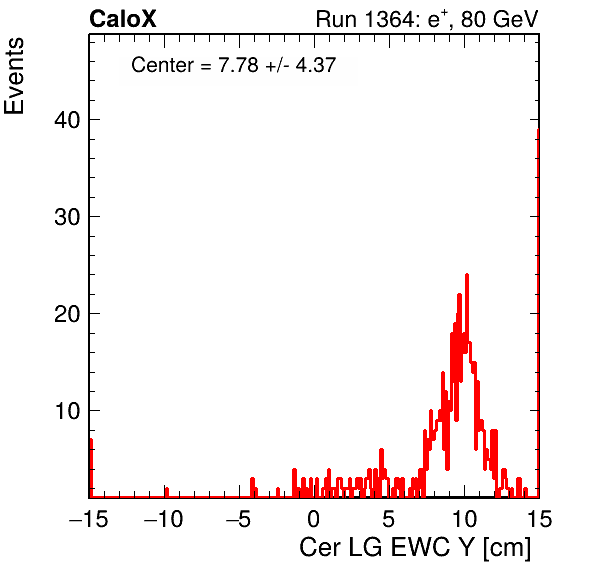 CaloX Run 1364: e⁺, 80 GeV
Center = 7.78 +/- 4.37
Events
40
30
20
10
−15 −10 −5 0 5 10 15
Cer LG EWC Y [cm]